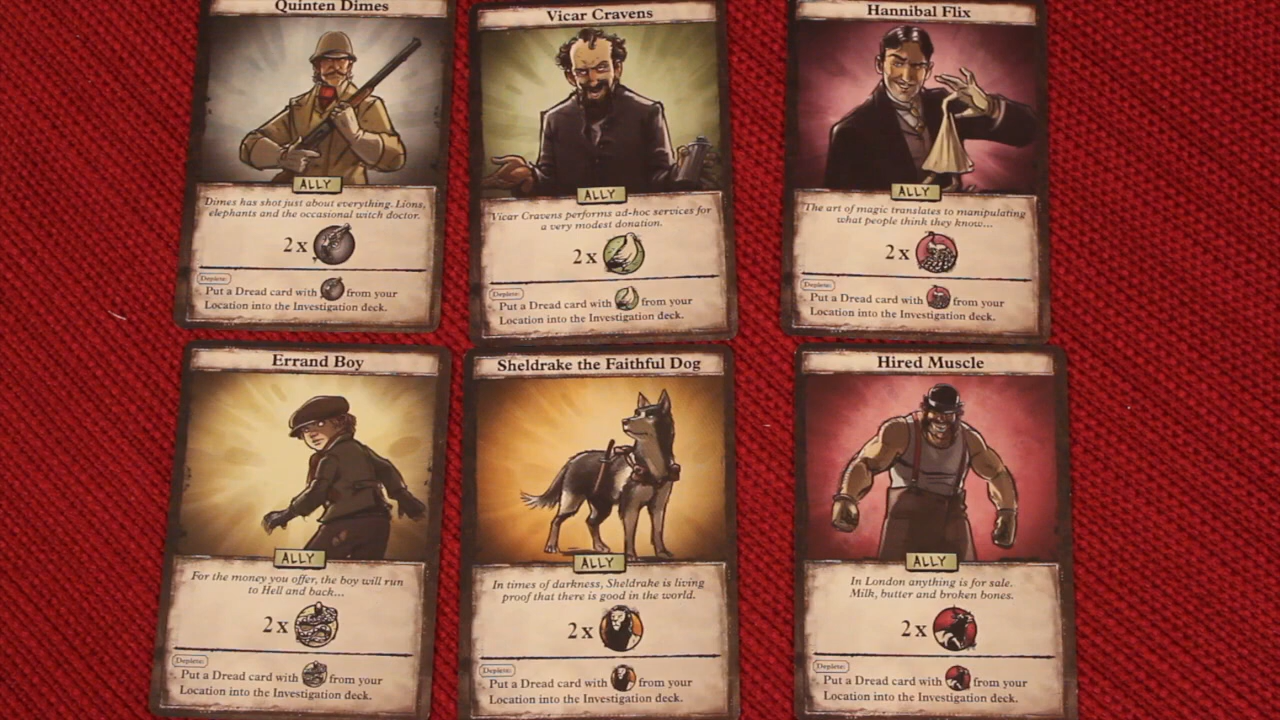 Quinten Dimes
ALLY
Dimes has shot just about everything. Lions,
elephants and the occasional witch doctor.
2 x
Deplete:
Put a Dread card with from your
Location into the Investigation deck.
Vicar Cravens
ALLY
Vicar Cravens performs ad-hoc services for
a very modest donation.
2 x
Deplete:
Put a Dread card with from your
Location into the Investigation deck.
Hannibal Flix
ALLY
The art of magic translates to manipulating
what people think they know...
2 x
Deplete:
Put a Dread card with from your
Location into the Investigation deck.
Errand Boy
ALLY
For the money you offer, the boy will run
to Hell and back...
2 x
Deplete:
Put a Dread card with from your
Location into the Investigation deck.
Sheldrake the Faithful Dog
ALLY
In times of darkness, Sheldrake is living
proof that there is good in the world.
2 x
Deplete:
Put a Dread card with from your
Location into the Investigation deck.
Hired Muscle
ALLY
In London anything is for sale.
Milk, butter and broken bones.
2 x
Deplete:
Put a Dread card with from your
Location into the Investigation deck.